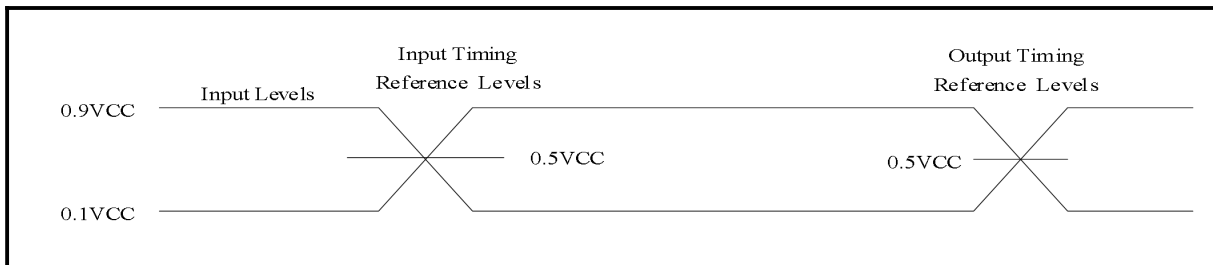 Input Timing
Reference Levels
Output Timing
Reference Levels
Input Levels
0.9VCC
0.5VCC
0.5VCC
0.1VCC